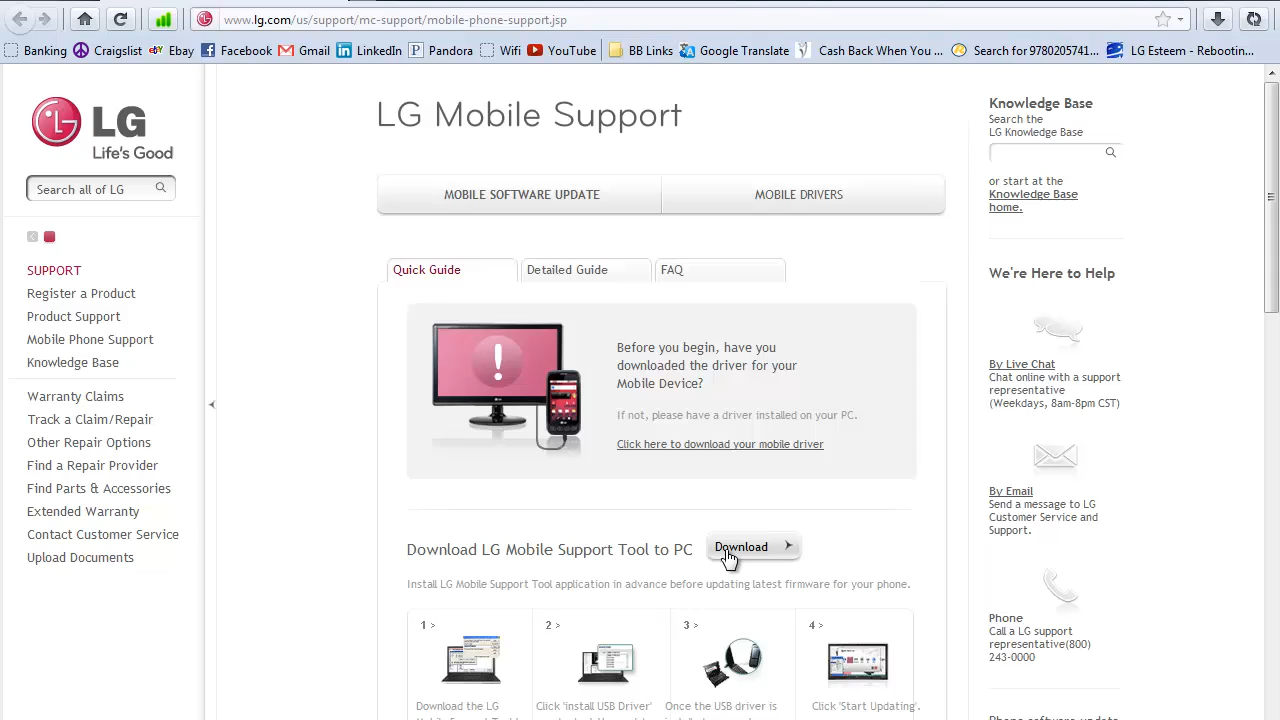 www.lg.com/us/support/mc-support/mobile-phone-support.jsp
Banking Craigslist Ebay Facebook Gmail LinkedIn Pandora Wifi YouTube BB Links Google Translate Cash Back When You ... Search for 9200205741... LG Esteem - Rebootin...
LG
Life's Good
Search all of LG
SUPPORT
Register a Product
Product Support
Mobile Phone Support
Knowledge Base
Warranty Claims
Track a Claim/Repair
Other Repair Options
Find a Repair Provider
Find Parts & Accessories
Extended Warranty
Contact Customer Service
Upload Documents
LG Mobile Support
MOBILE SOFTWARE UPDATE MOBILE DRIVERS
Quick Guide Detailed Guide FAQ
Before you begin, have you
downloaded the driver for your
Mobile Device?
If not, please have a driver installed on your PC.
Click here to download your mobile driver
Download LG Mobile Support Tool to PC Download
Install LG Mobile Support Tool application in advance before updating latest firmware for your phone.
1 > 2 > 3 > 4 >
Download the LG Click 'install USB Driver' Once the USB driver is Click 'Start Updating'.
Knowledge Base
Search the
LG Knowledge Base
or start at the
Knowledge Base
home.
We're Here to Help
By Live Chat
Chat online with a support
representative
(Weekdays, 8am-8pm CST)
By Email
Send a message to LG
Customer Service and
Support.
Phone
Call a LG support
representative(800)
243-0000
Phone software update